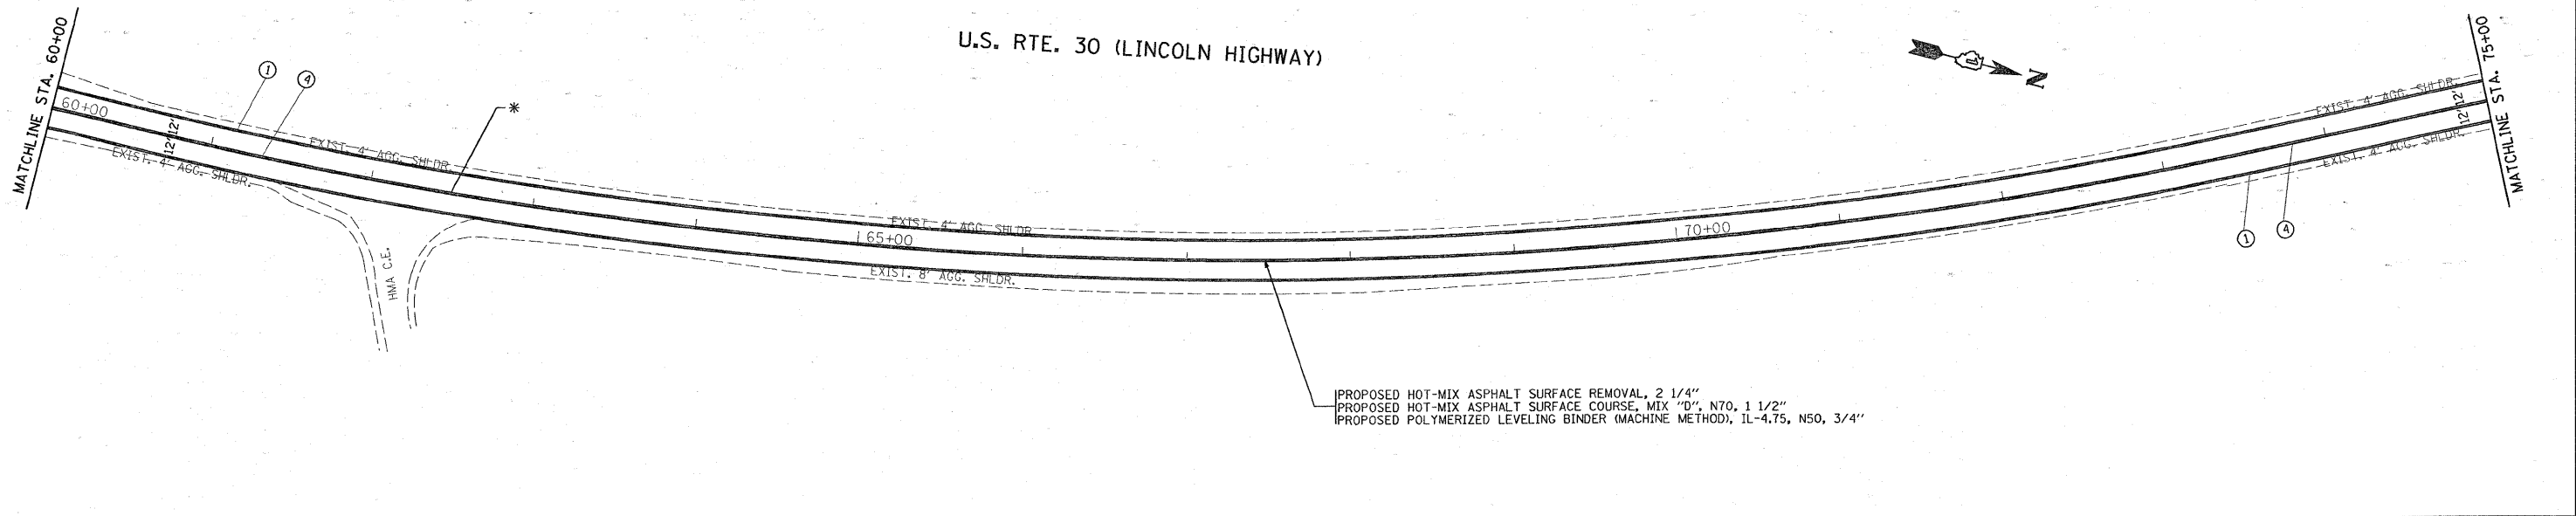 U.S. RTE. 30 (LINCOLN HIGHWAY)
N
MATCHLINE STA. 60+00
60+00
12'
12'
1
4
*
EXIST. 4' AGG. SHLDR.
EXIST. 4' AGG. SHLDR.
HMA C.E.
EXIST. 4' AGG. SHLDR.
65+00
EXIST. 8' AGG. SHLDR.
70+00
EXIST. 4' AGG. SHLDR.
12'
12'
EXIST. 4' AGG. SHLDR.
1
4
MATCHLINE STA. 75+00
PROPOSED HOT-MIX ASPHALT SURFACE REMOVAL, 2 1/4"
PROPOSED HOT-MIX ASPHALT SURFACE COURSE, MIX "D", N70, 1 1/2"
PROPOSED POLYMERIZED LEVELING BINDER (MACHINE METHOD), IL-4.75, N50, 3/4"